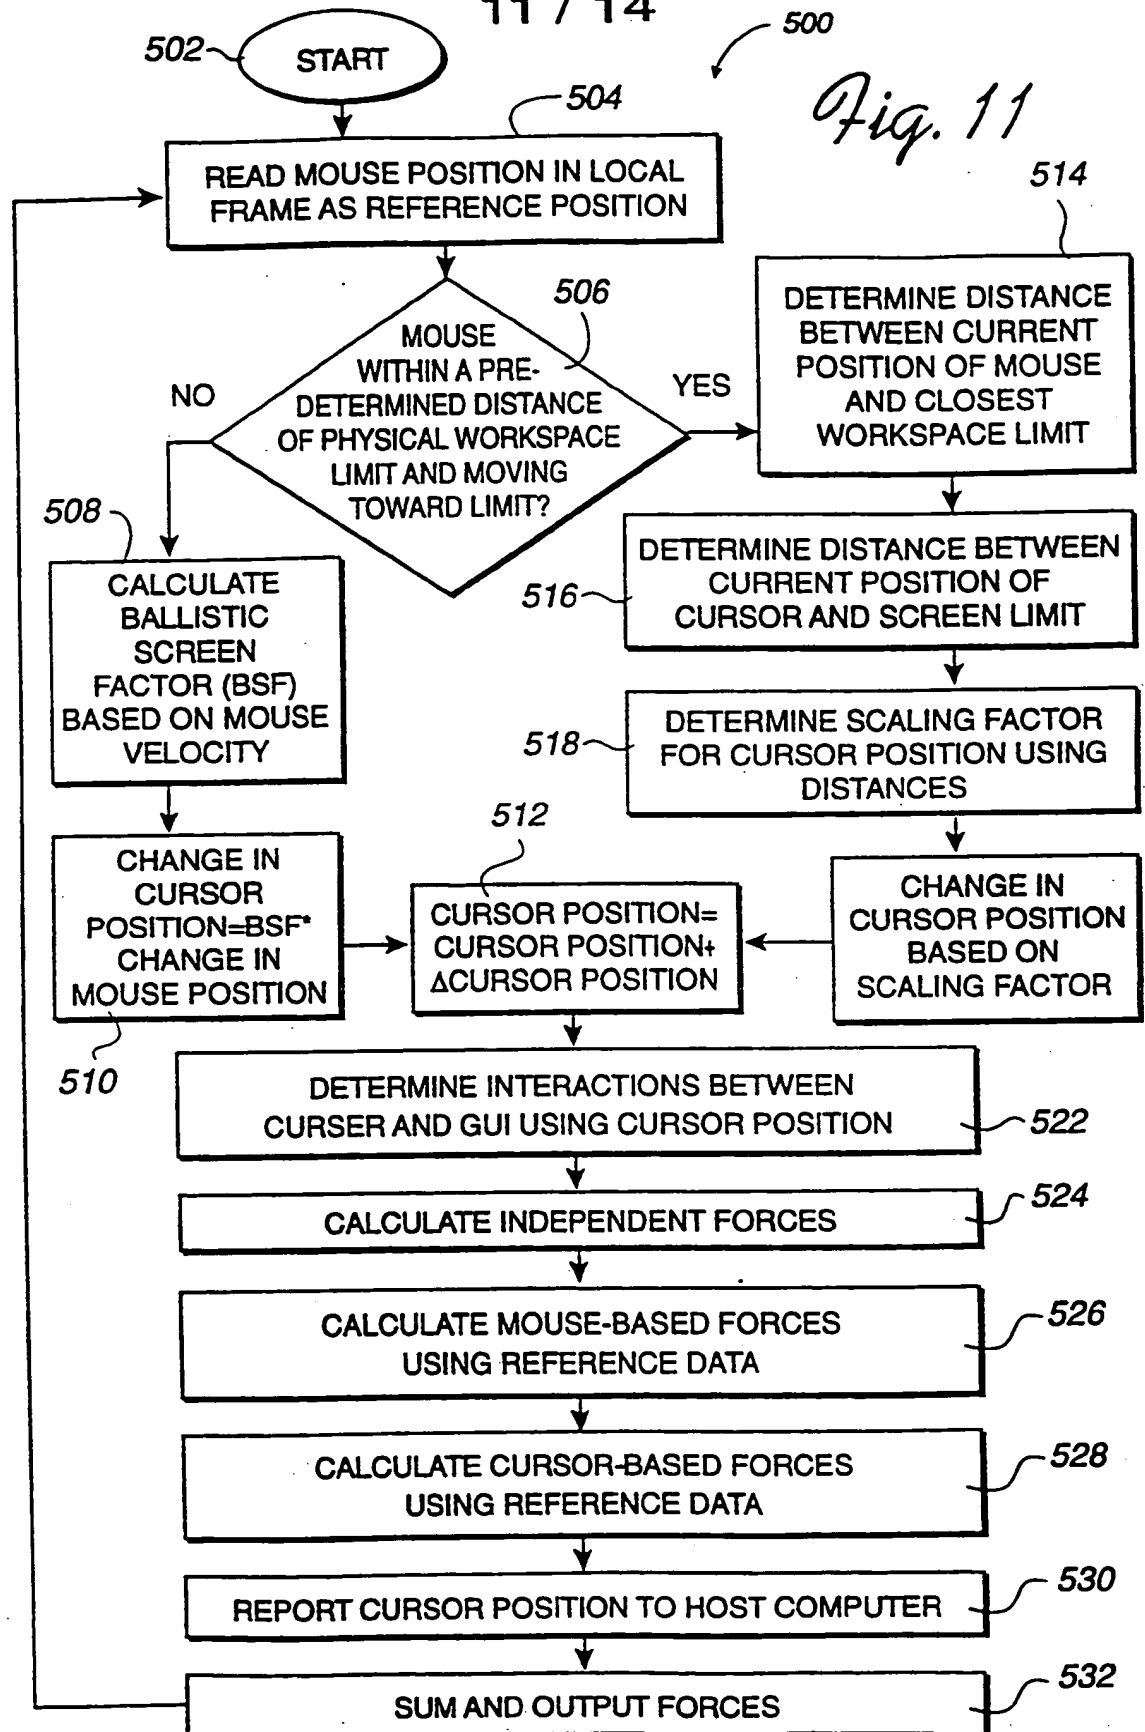 11 / 14
500
Fig. 11
502
START
504
READ MOUSE POSITION IN LOCAL
FRAME AS REFERENCE POSITION
506
MOUSE
WITHIN A PRE-
DETERMINED DISTANCE
OF PHYSICAL WORKSPACE
LIMIT AND MOVING
TOWARD LIMIT?
NO
YES
514
DETERMINE DISTANCE
BETWEEN CURRENT
POSITION OF MOUSE
AND CLOSEST
WORKSPACE LIMIT
508
CALCULATE
BALLISTIC
SCREEN
FACTOR (BSF)
BASED ON MOUSE
VELOCITY
516
DETERMINE DISTANCE BETWEEN
CURRENT POSITION OF
CURSOR AND SCREEN LIMIT
518
DETERMINE SCALING FACTOR
FOR CURSOR POSITION USING
DISTANCES
510
CHANGE IN
CURSOR
POSITION=BSF*
CHANGE IN
MOUSE POSITION
512
CURSOR POSITION=
CURSOR POSITION+
ΔCURSOR POSITION
CHANGE IN
CURSOR POSITION
BASED ON
SCALING FACTOR
DETERMINE INTERACTIONS BETWEEN
CURSER AND GUI USING CURSOR POSITION
522
CALCULATE INDEPENDENT FORCES
524
CALCULATE MOUSE-BASED FORCES
USING REFERENCE DATA
526
CALCULATE CURSOR-BASED FORCES
USING REFERENCE DATA
528
REPORT CURSOR POSITION TO HOST COMPUTER
530
SUM AND OUTPUT FORCES
532